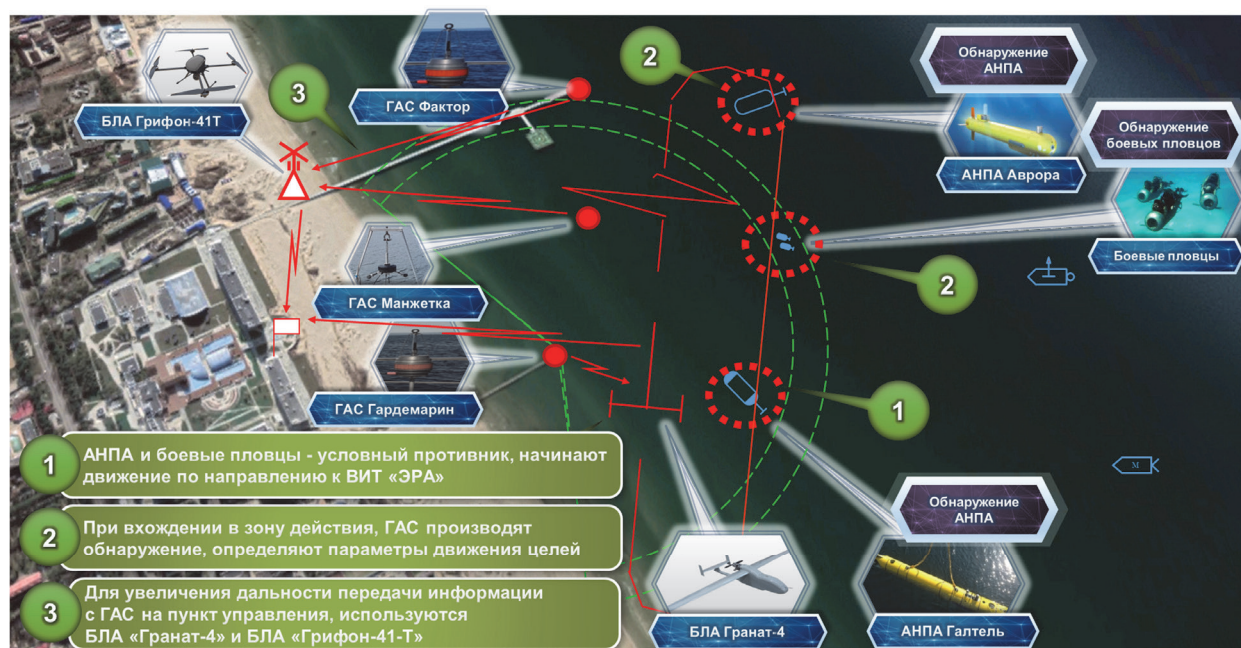 2
Обнаружение
АНПА
ГАС Фактор
3
БЛА Грифон-41Т
Обнаружение
боевых пловцов
АНПА Аврора
Боевые пловцы
2
ГАС Манжетка
ГАС Гардемарин
1
М
1
АНПА и боевые пловцы - условный противник, начинают
движение по направлению к ВИТ «ЭРА»
2
При вхождении в зону действия, ГАС производят
обнаружение, определяют параметры движения целей
3
Для увеличения дальности передачи информации
с ГАС на пункт управления, используются
БЛА «Гранат-4» и БЛА «Грифон-41-Т»
Обнаружение
АНПА
БЛА Гранат-4
АНПА Галтель